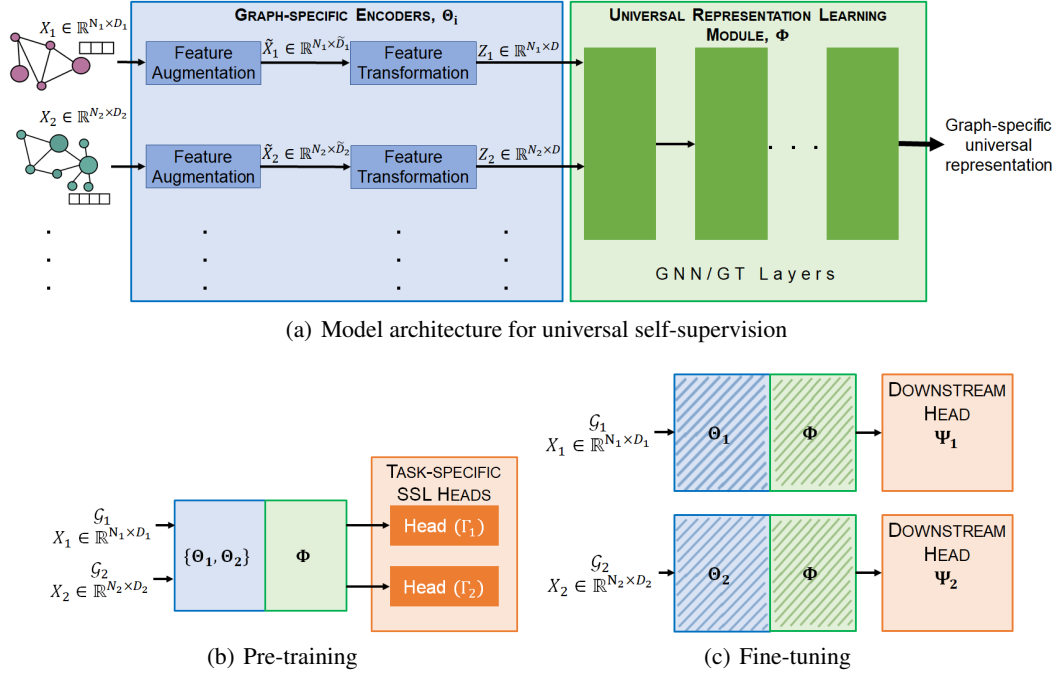 X₁ ∈ ℝ^{N₁×D₁}
GRAPH-SPECIFIC ENCODERS, Θᵢ
UNIVERSAL REPRESENTATION LEARNING
MODULE, Φ
Feature
Augmentation
X̃₁ ∈ ℝ^{N₁×D̃₁}
Feature
Transformation
Z₁ ∈ ℝ^{N₁×D}
X₂ ∈ ℝ^{N₂×D₂}
Feature
Augmentation
X̃₂ ∈ ℝ^{N₂×D̃₂}
Feature
Transformation
Z₂ ∈ ℝ^{N₂×D}
. . .
Graph-specific
universal
representation
GNN/GT Layers
(a) Model architecture for universal self-supervision
𝒢₁
X₁ ∈ ℝ^{N₁×D₁}
𝒢₂
X₂ ∈ ℝ^{N₂×D₂}
{Θ₁, Θ₂}
Φ
TASK-SPECIFIC
SSL HEADS
Head (Γ₁)
Head (Γ₂)
(b) Pre-training
𝒢₁
X₁ ∈ ℝ^{N₁×D₁}
Θ₁
Φ
DOWNSTREAM
HEAD
Ψ₁
𝒢₂
X₂ ∈ ℝ^{N₂×D₂}
Θ₂
Φ
DOWNSTREAM
HEAD
Ψ₂
(c) Fine-tuning